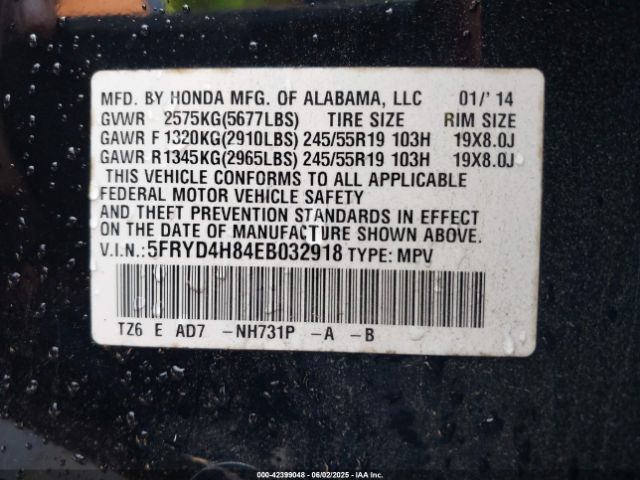 MFD. BY HONDA MFG. OF ALABAMA, LLC 01/' 14
GVWR 2575KG(5677LBS) TIRE SIZE RIM SIZE
GAWR F 1320KG(2910LBS) 245/55R19 103H 19X8.0J
GAWR R 1345KG(2965LBS) 245/55R19 103H 19X8.0J
THIS VEHICLE CONFORMS TO ALL APPLICABLE
FEDERAL MOTOR VEHICLE SAFETY
AND THEFT PREVENTION STANDARDS IN EFFECT
ON THE DATE OF MANUFACTURE SHOWN ABOVE.
V.I.N.: 5FRYD4H84EB032918 TYPE: MPV
TZ6 E AD7 -NH731P -A -B
000-42399048 - 06/02/2025 - IAA Inc.